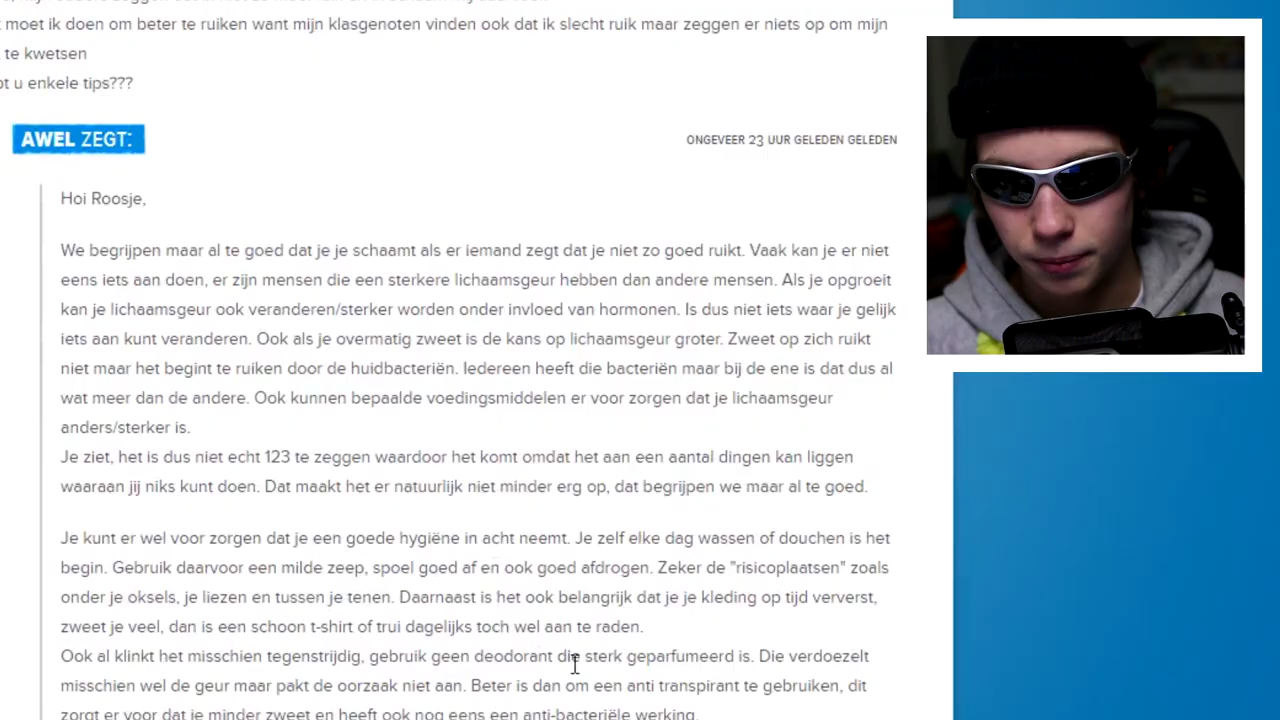 moet ik doen om beter te ruiken want mijn klasgenoten vinden ook dat ik slecht ruik maar zeggen er niets op om mijn
te kwetsen
u enkele tips???
AWEL ZEGT:
ONGEVEER 23 UUR GELEDEN GELEDEN
Hoi Roosje,
We begrijpen maar al te goed dat je je schaamt als er iemand zegt dat je niet zo goed ruikt. Vaak kan je er niet
eens iets aan doen, er zijn mensen die een sterkere lichaamsgeur hebben dan andere mensen. Als je opgroeit
kan je lichaamsgeur ook veranderen/sterker worden onder invloed van hormonen. Is dus niet iets waar je gelijk
iets aan kunt veranderen. Ook als je overmatig zweet is de kans op lichaamsgeur groter. Zweet op zich ruikt
niet maar het begint te ruiken door de huidbacteriën. Iedereen heeft die bacteriën maar bij de ene is dat dus al
wat meer dan de andere. Ook kunnen bepaalde voedingsmiddelen er voor zorgen dat je lichaamsgeur
anders/sterker is.
Je ziet, het is dus niet echt 123 te zeggen waardoor het komt omdat het aan een aantal dingen kan liggen
waaraan jij niks kunt doen. Dat maakt het er natuurlijk niet minder erg op, dat begrijpen we maar al te goed.
Je kunt er wel voor zorgen dat je een goede hygiëne in acht neemt. Je zelf elke dag wassen of douchen is het
begin. Gebruik daarvoor een milde zeep, spoel goed af en ook goed afdrogen. Zeker de "risicoplaatsen" zoals
onder je oksels, je liezen en tussen je tenen. Daarnaast is het ook belangrijk dat je je kleding op tijd ververst,
zweet je veel, dan is een schoon t-shirt of trui dagelijks toch wel aan te raden.
Ook al klinkt het misschien tegenstrijdig, gebruik geen deodorant die sterk geparfumeerd is. Die verdoezelt
misschien wel de geur maar pakt de oorzaak niet aan. Beter is dan om een anti transpirant te gebruiken, dit
zorgt er voor dat je minder zweet en heeft ook nog eens een anti-bacteriële werking.